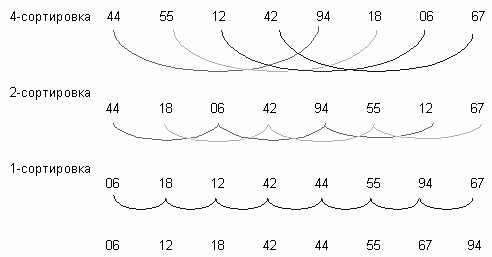 4-сортировка 44 55 12 42 94 18 06 67
2-сортировка
44 18 06 42 94 55 12 67
1-сортировка
06 18 12 42 44 55 94 67
06 12 18 42 44 55 67 94